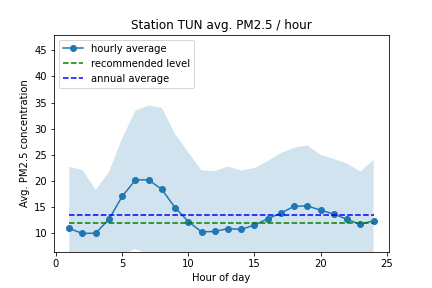 Station TUN avg. PM2.5 / hour
hourly average
recommended level
annual average
Avg. PM2.5 concentration
45
40
35
30
25
20
15
10
0 5 10 15 20 25
Hour of day